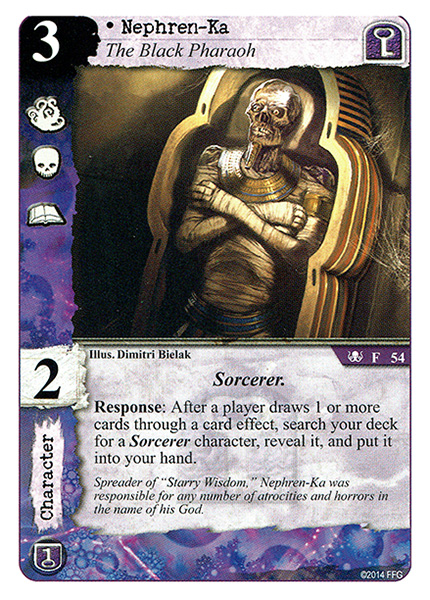 3
• Nephren-Ka
The Black Pharaoh
Illus. Dimitri Bielak
F 54
2
Sorcerer.
Response: After a player draws 1 or more
cards through a card effect, search your deck
for a Sorcerer character, reveal it, and put it
into your hand.
Spreader of “Starry Wisdom,” Nephren-Ka was
responsible for any number of atrocities and horrors in
the name of his God.
Character
1
©2014 FFG